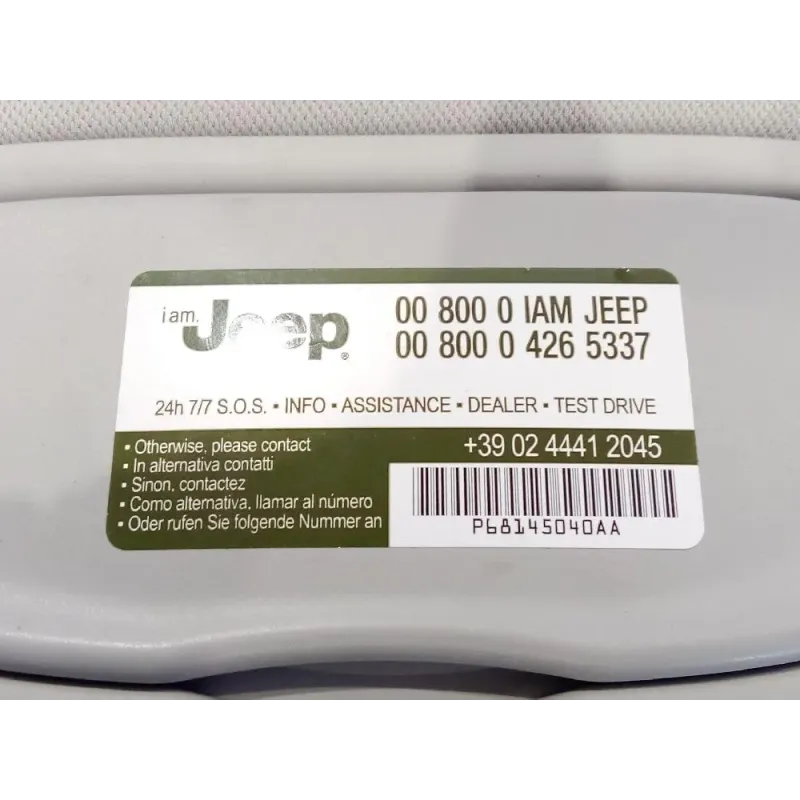 i am. Jeep®
00 800 0 IAM JEEP
00 800 0 426 5337
24h 7/7 S.O.S. ▪ INFO ▪ ASSISTANCE ▪ DEALER ▪ TEST DRIVE
▪ Otherwise, please contact
▪ In alternativa contatti
▪ Sinon, contactez
▪ Como alternativa, llamar al número
▪ Oder rufen Sie folgende Nummer an
+39 02 4441 2045
P68145040AA